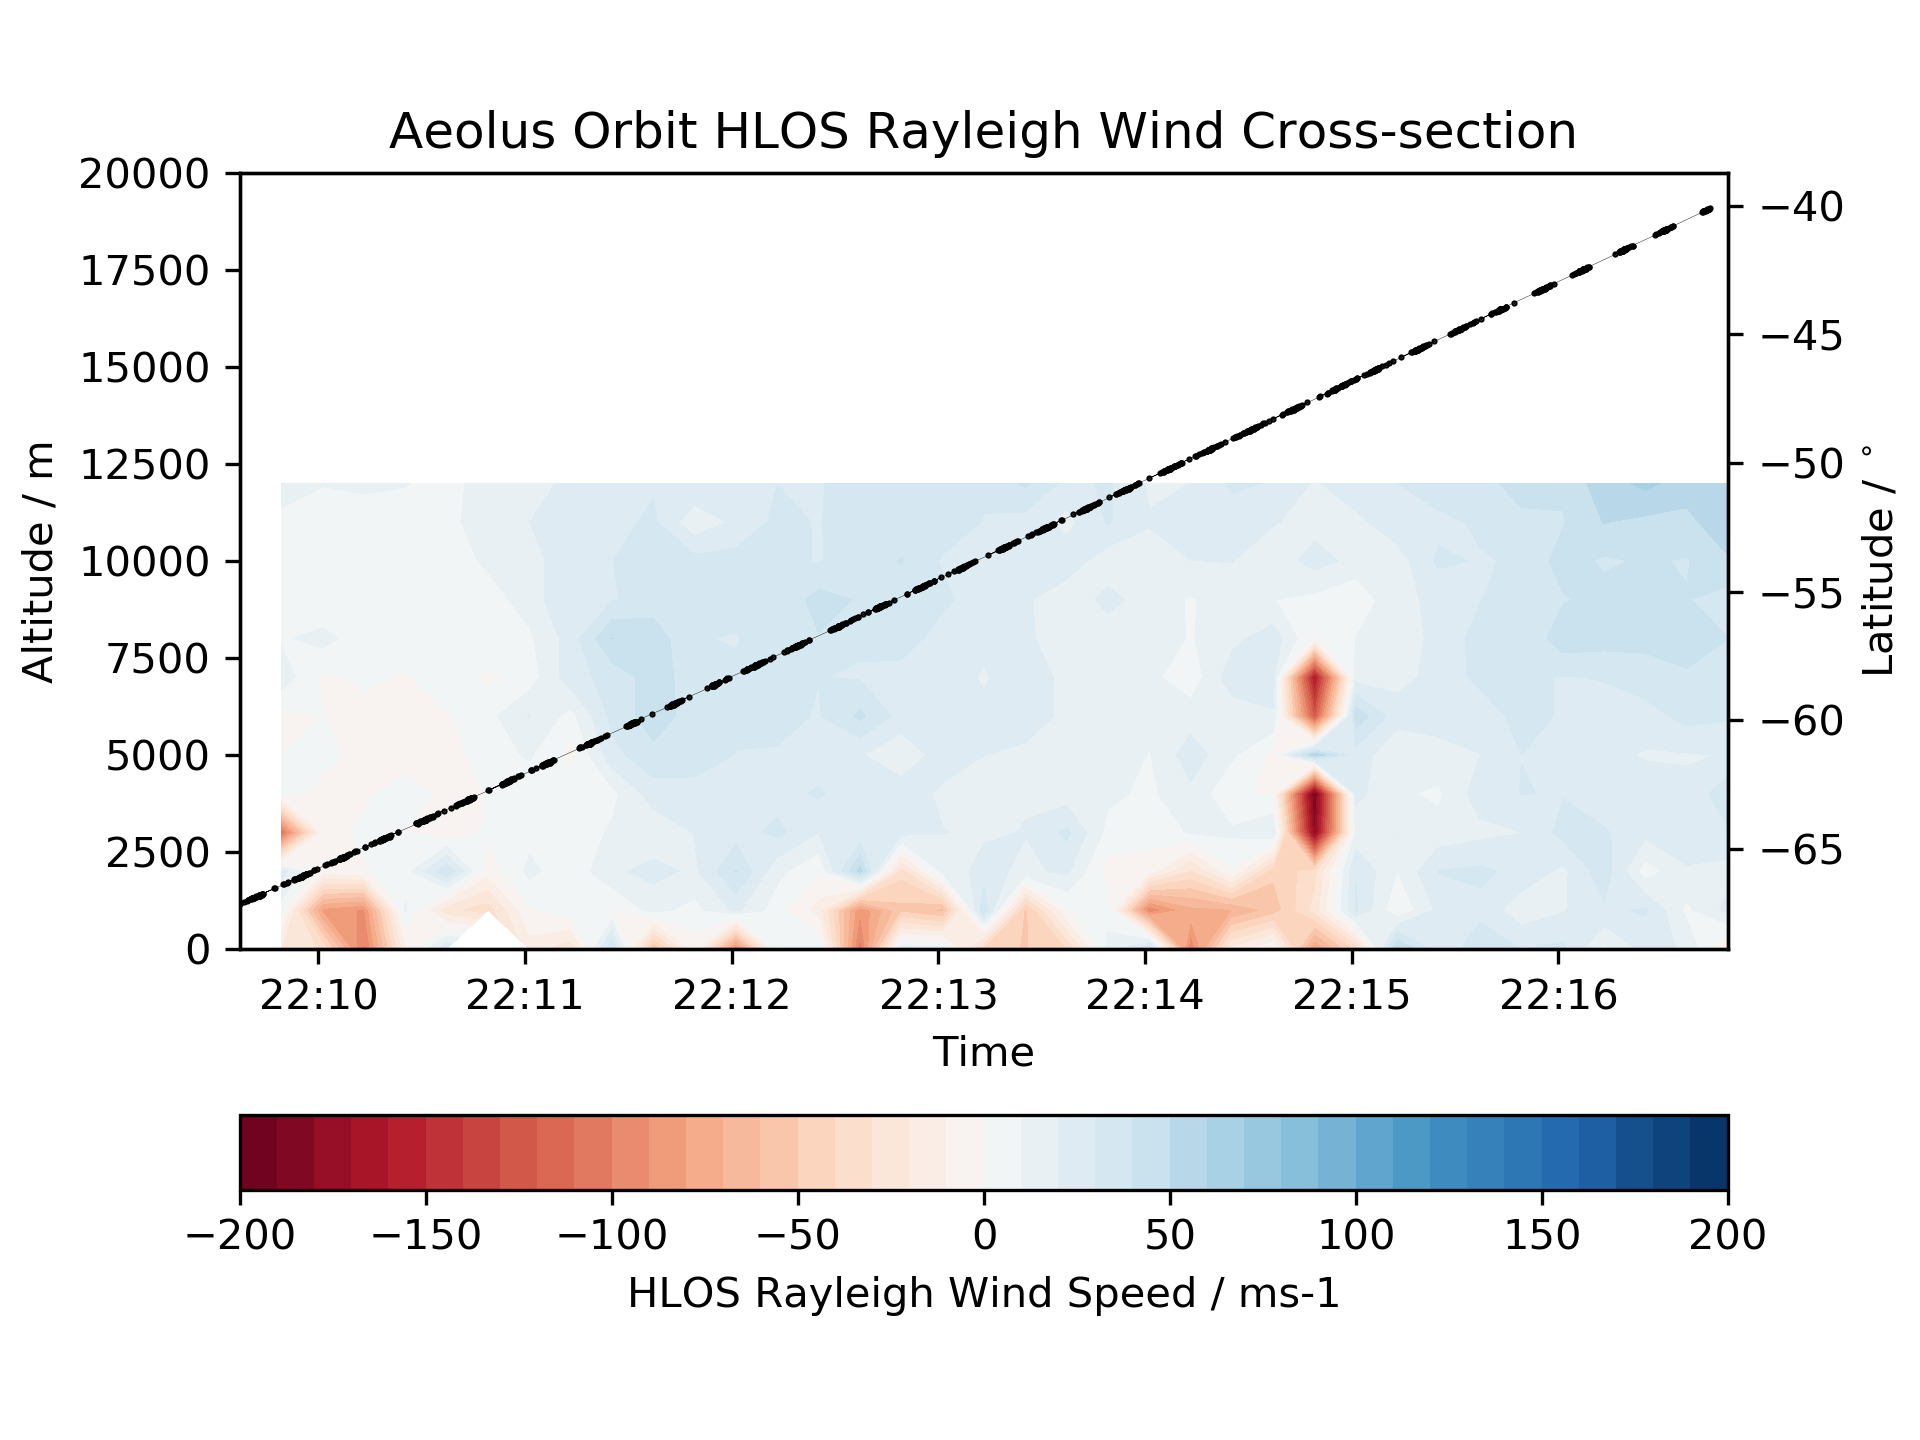 Aeolus Orbit HLOS Rayleigh Wind Cross-section
20000
17500
15000
12500
10000
7500
5000
2500
0
Altitude / m
−40
−45
−50
−55
−60
−65
Latitude / °
22:10 22:11 22:12 22:13 22:14 22:15 22:16
Time
−200 −150 −100 −50 0 50 100 150 200
HLOS Rayleigh Wind Speed / ms-1